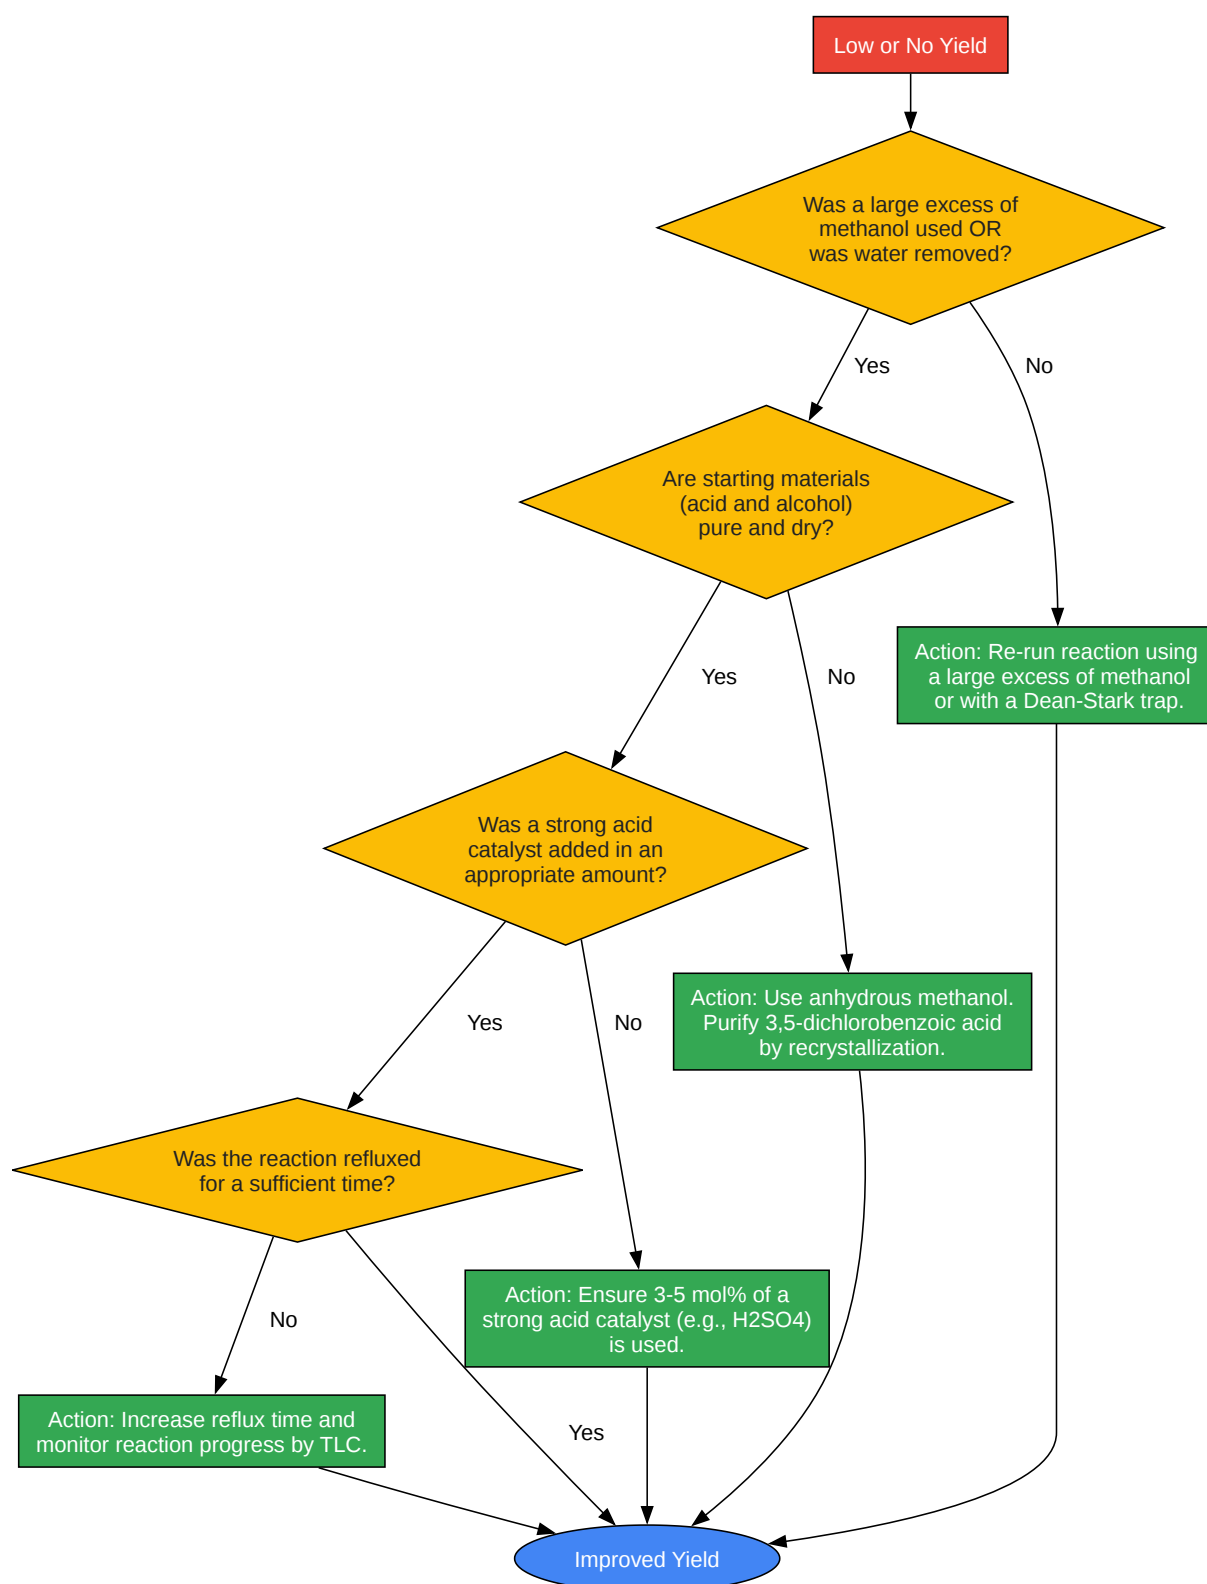 Low or No Yield
Was a large excess of
methanol used OR
was water removed?
Yes
No
Are starting materials
(acid and alcohol)
pure and dry?
Action: Re-run reaction using
a large excess of methanol
or with a Dean-Stark trap.
Yes
No
Was a strong acid
catalyst added in an
appropriate amount?
Action: Use anhydrous methanol.
Purify 3,5-dichlorobenzoic acid
by recrystallization.
Yes
No
Was the reaction refluxed
for a sufficient time?
Action: Ensure 3-5 mol% of a
strong acid catalyst (e.g., H2SO4)
is used.
No
Action: Increase reflux time and
monitor reaction progress by TLC.
Yes
Improved Yield